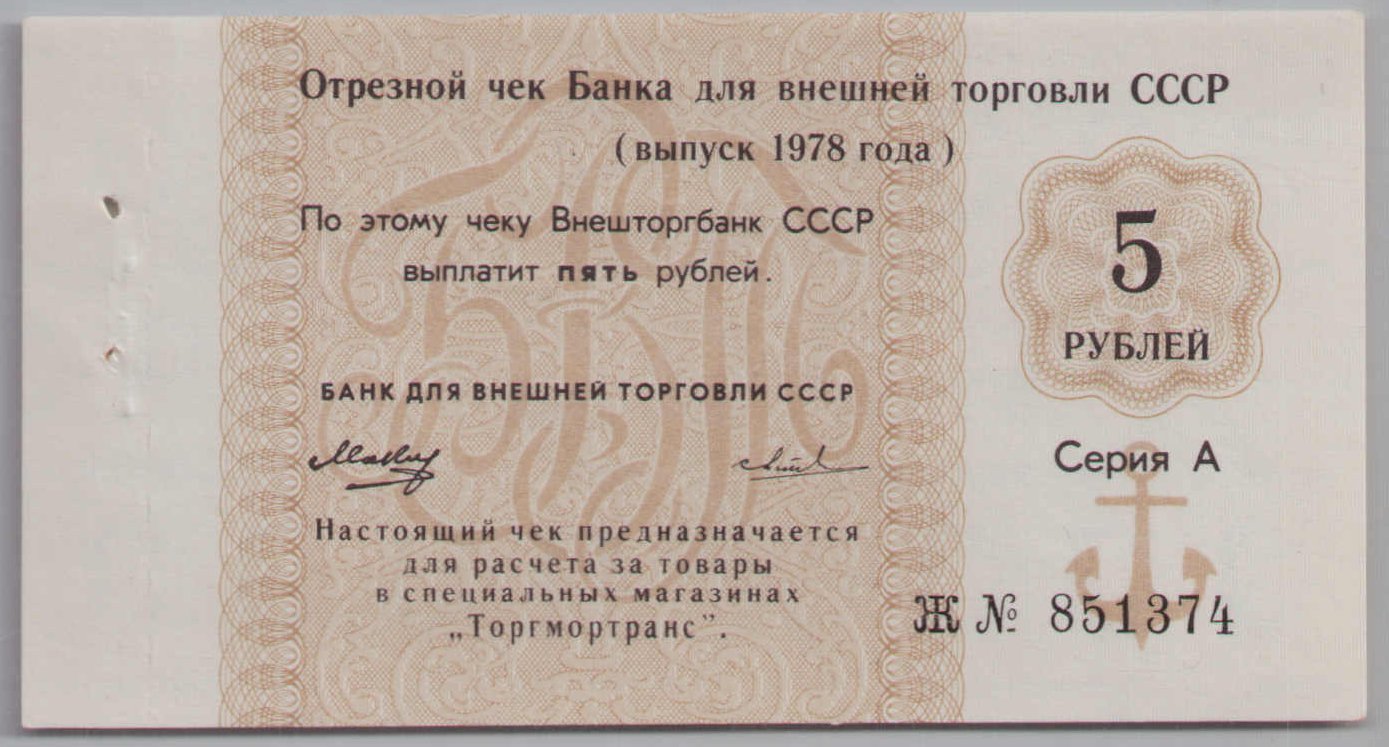 Отрезной чек Банка для внешней торговли СССР
(выпуск 1978 года)
По этому чеку Внешторгбанк СССР
выплатит пять рублей.
5
РУБЛЕЙ
БАНК ДЛЯ ВНЕШНЕЙ ТОРГОВЛИ СССР
Серия А
Настоящий чек предназначается
для расчета за товары
в специальных магазинах
„Торгмортранс”.
Ж № 851374